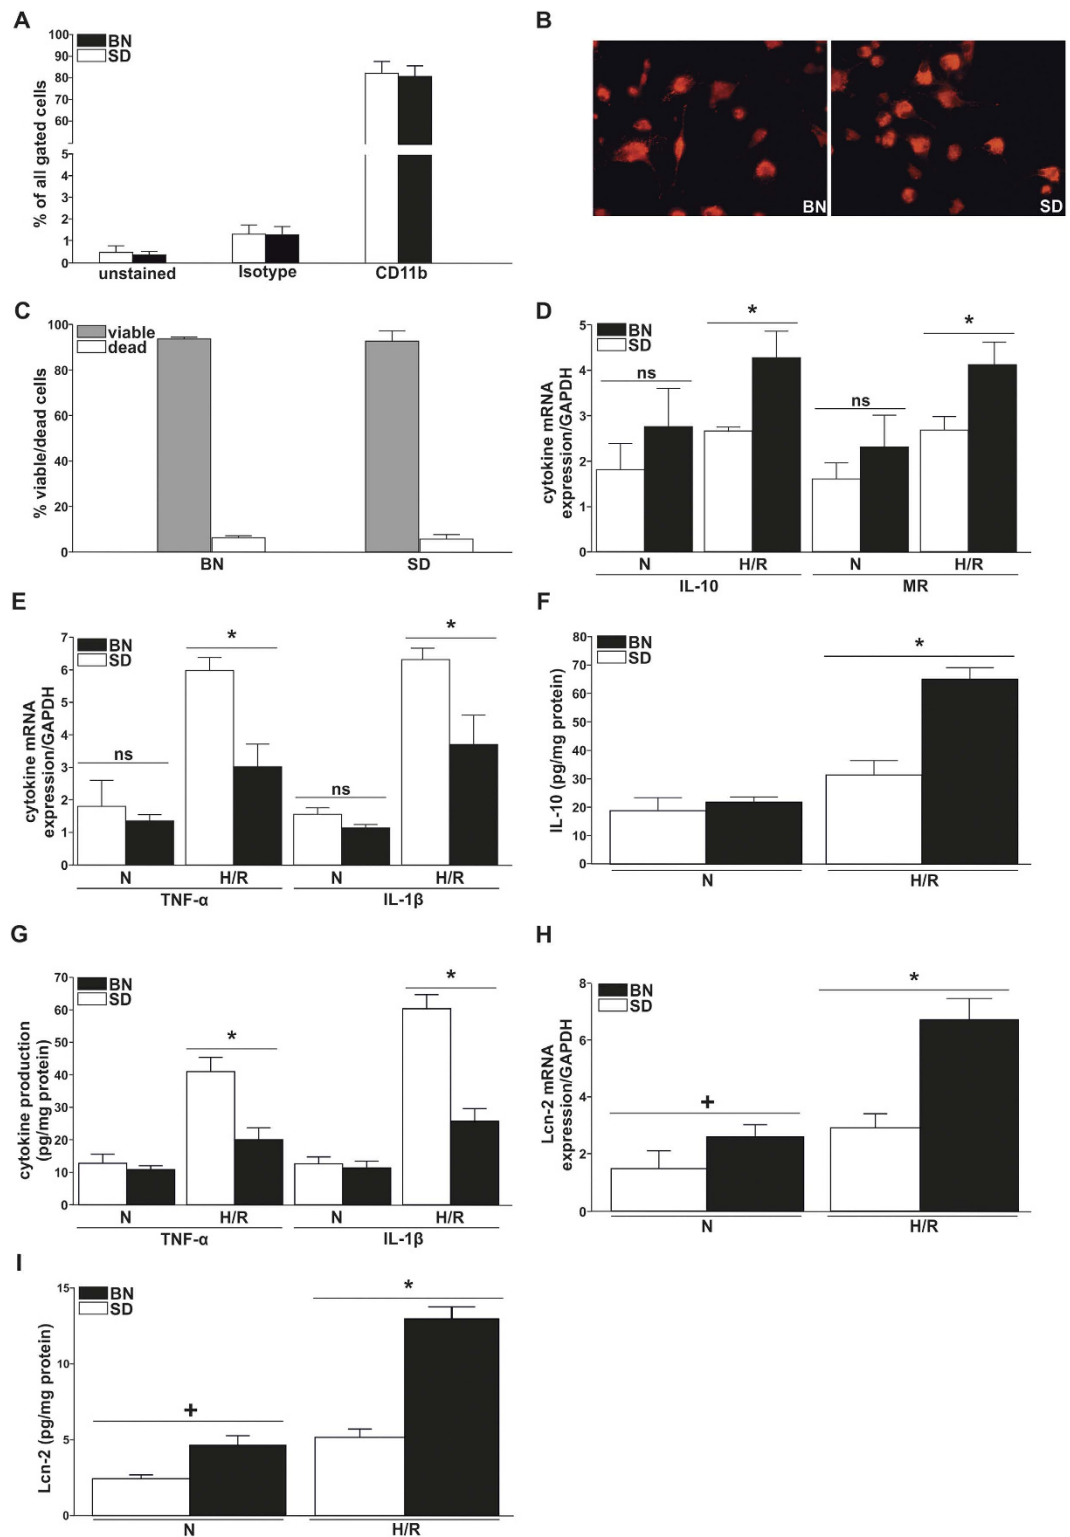 A
BN
SD
% of all gated cells
100
90
80
70
60
5
4
3
2
1
0
unstained Isotype CD11b
B
BN
SD
C
viable
dead
% viable/dead cells
100
80
60
40
20
0
BN SD
D
BN
SD
cytokine mRNA
expression/GAPDH
5
4
3
2
1
0
ns * ns *
N H/R N H/R
IL-10 MR
E
BN
SD
cytokine mRNA
expression/GAPDH
7
6
5
4
3
2
1
0
ns * ns *
N H/R N H/R
TNF-α IL-1β
F
BN
SD
IL-10 (pg/mg protein)
80
70
60
50
40
30
20
10
0
*
N H/R
G
BN
SD
cytokine production
(pg/mg protein)
70
60
50
40
30
20
10
0
* *
N H/R N H/R
TNF-α IL-1β
H
BN
SD
Lcn-2 mRNA
expression/GAPDH
8
6
4
2
0
+ *
N H/R
I
BN
SD
Lcn-2 (pg/mg protein)
15
10
5
0
+ *
N H/R